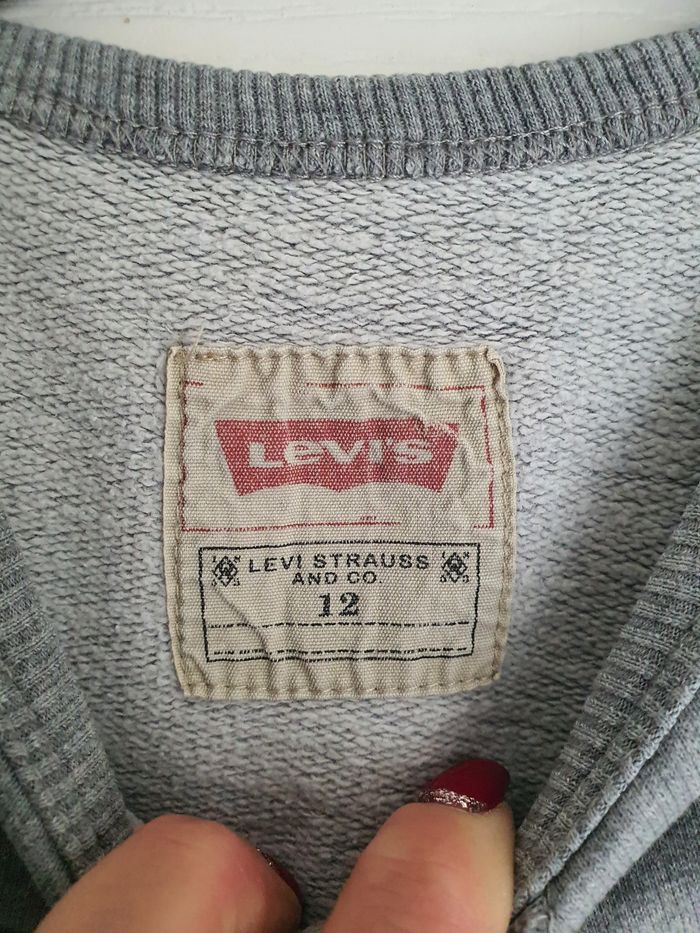 Levi's
LEVI STRAUSS
AND CO.
12